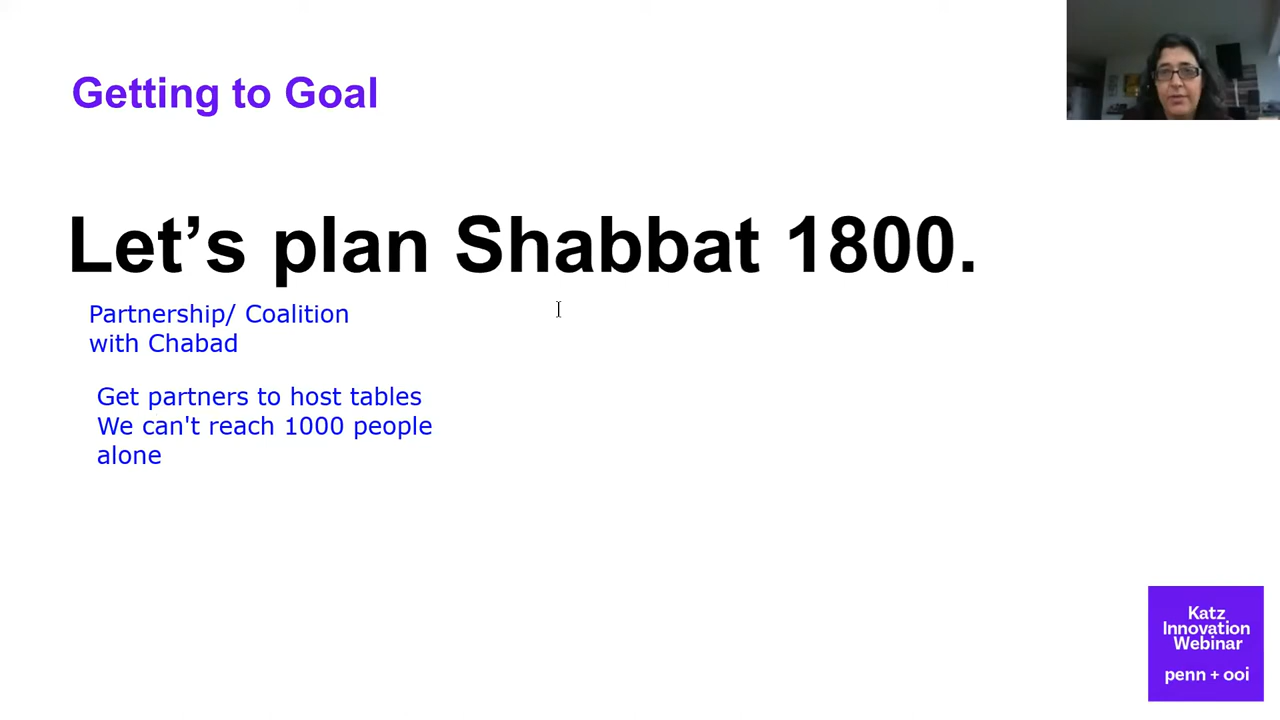 Getting to Goal
Let’s plan Shabbat 1800.
Partnership/ Coalition
with Chabad
Get partners to host tables
We can't reach 1000 people
alone
Katz
Innovation
Webinar
penn + ooi